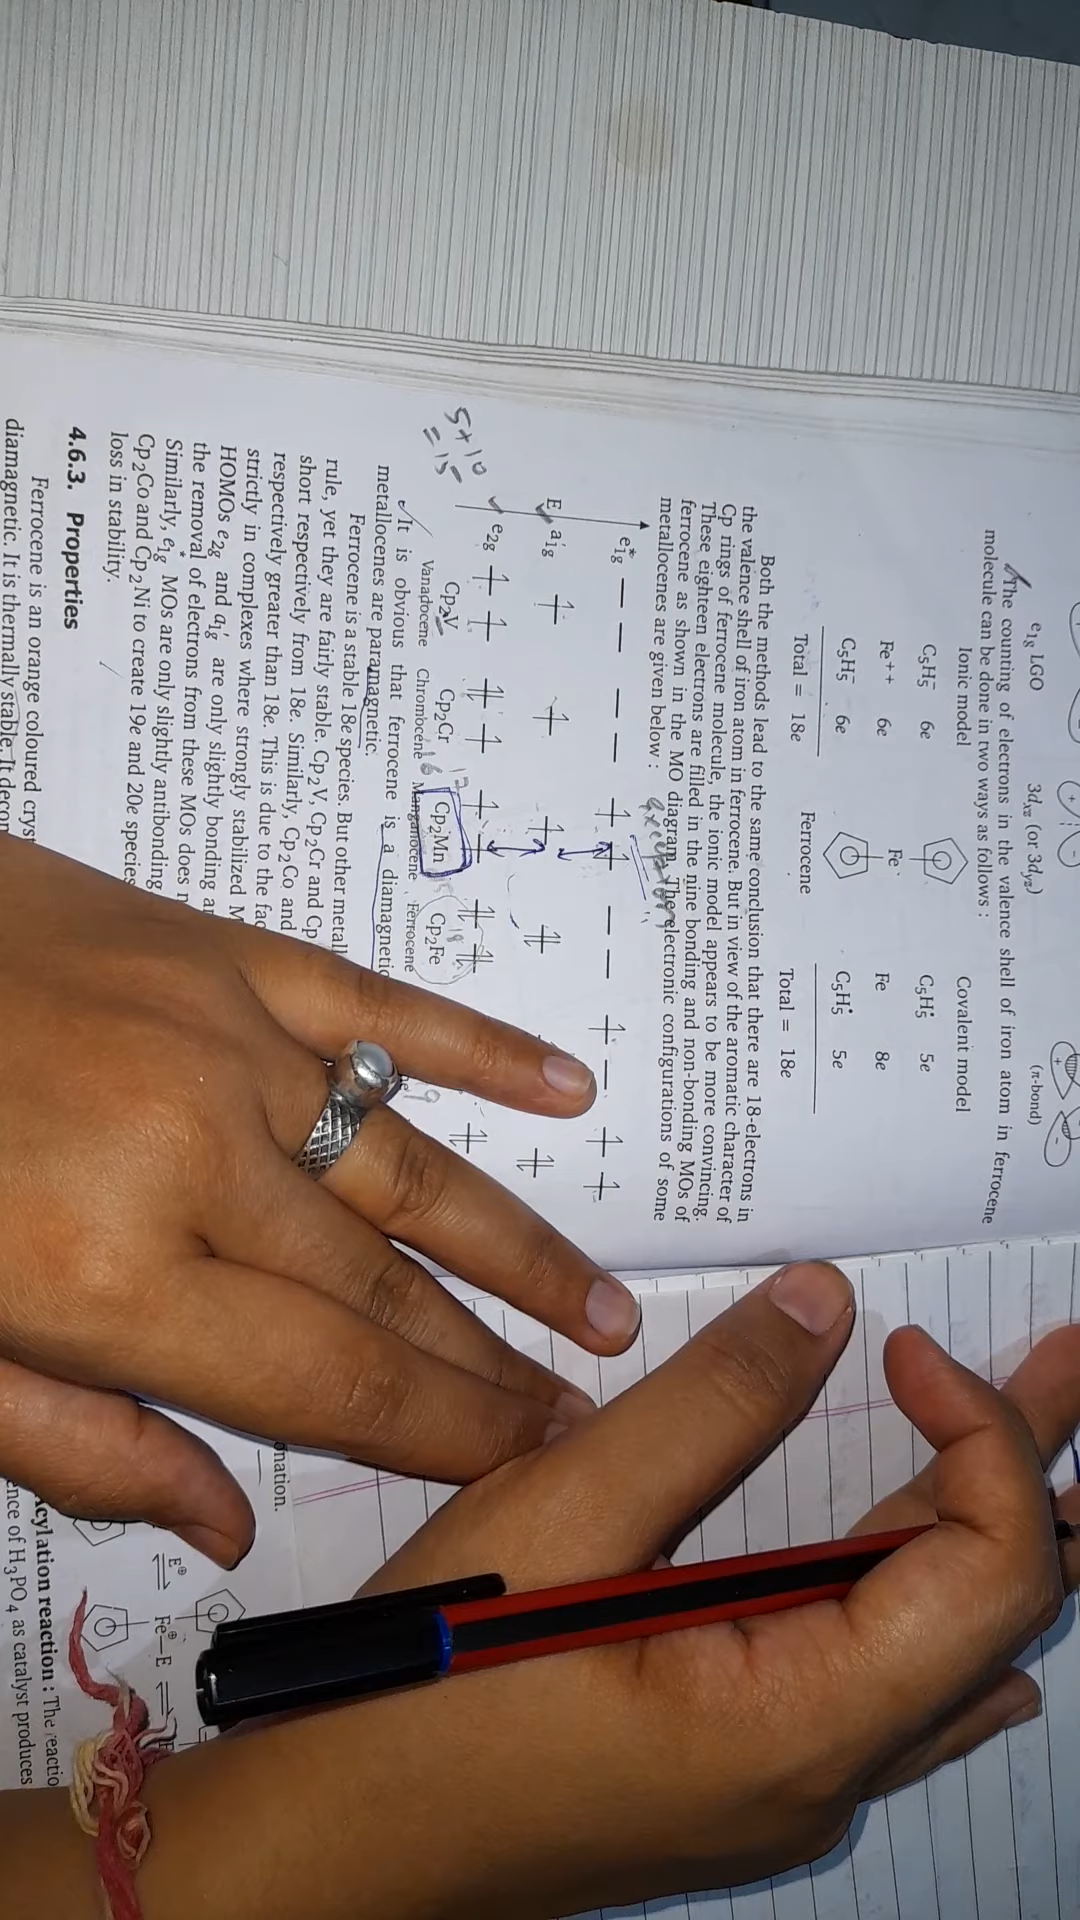 e1g LGO 3dxz (or 3dyz) (π-bond)
The counting of electrons in the valence shell of iron atom in ferrocene
molecule can be done in two ways as follows :
Ionic model Covalent model
C5H5− 6e C5H5• 5e
Fe++ 6e Fe Fe 8e
C5H5− 6e C5H5• 5e
Total = 18e Ferrocene Total = 18e
Both the methods lead to the same conclusion that there are 18-electrons in
the valence shell of iron atom in ferrocene. But in view of the aromatic character of
Cp rings of ferrocene molecule, the ionic model appears to be more convincing.
These eighteen electrons are filled in the nine bonding and non-bonding MOs of
ferrocene as shown in the MO diagram. The electronic configurations of some
metallocenes are given below :
e*1g
E a'1g
e2g
5+10
=15
Cp2V Cp2Cr Cp2Mn Cp2Fe
Vanadocene Chromocene Manganocene Ferrocene
It is obvious that ferrocene is a diamagnetic
metallocenes are paramagnetic.
Ferrocene is a stable 18e species. But other metall
rule, yet they are fairly stable. Cp2V, Cp2Cr and Cp
short respectively from 18e. Similarly, Cp2Co and
respectively greater than 18e. This is due to the fac
strictly in complexes where strongly stabilized M
HOMOs e2g and a'1g are only slightly bonding a
the removal of electrons from these MOs does n
Similarly, e*1g MOs are only slightly antibonding
Cp2Co and Cp2Ni to create 19e and 20e species
loss in stability.
4.6.3. Properties
Ferrocene is an orange coloured cryst
diamagnetic. It is thermally stable. It decom
onation.
E⊕ Fe⊕—E
Acylation reaction : The reactio
ence of H3PO4 as catalyst produces